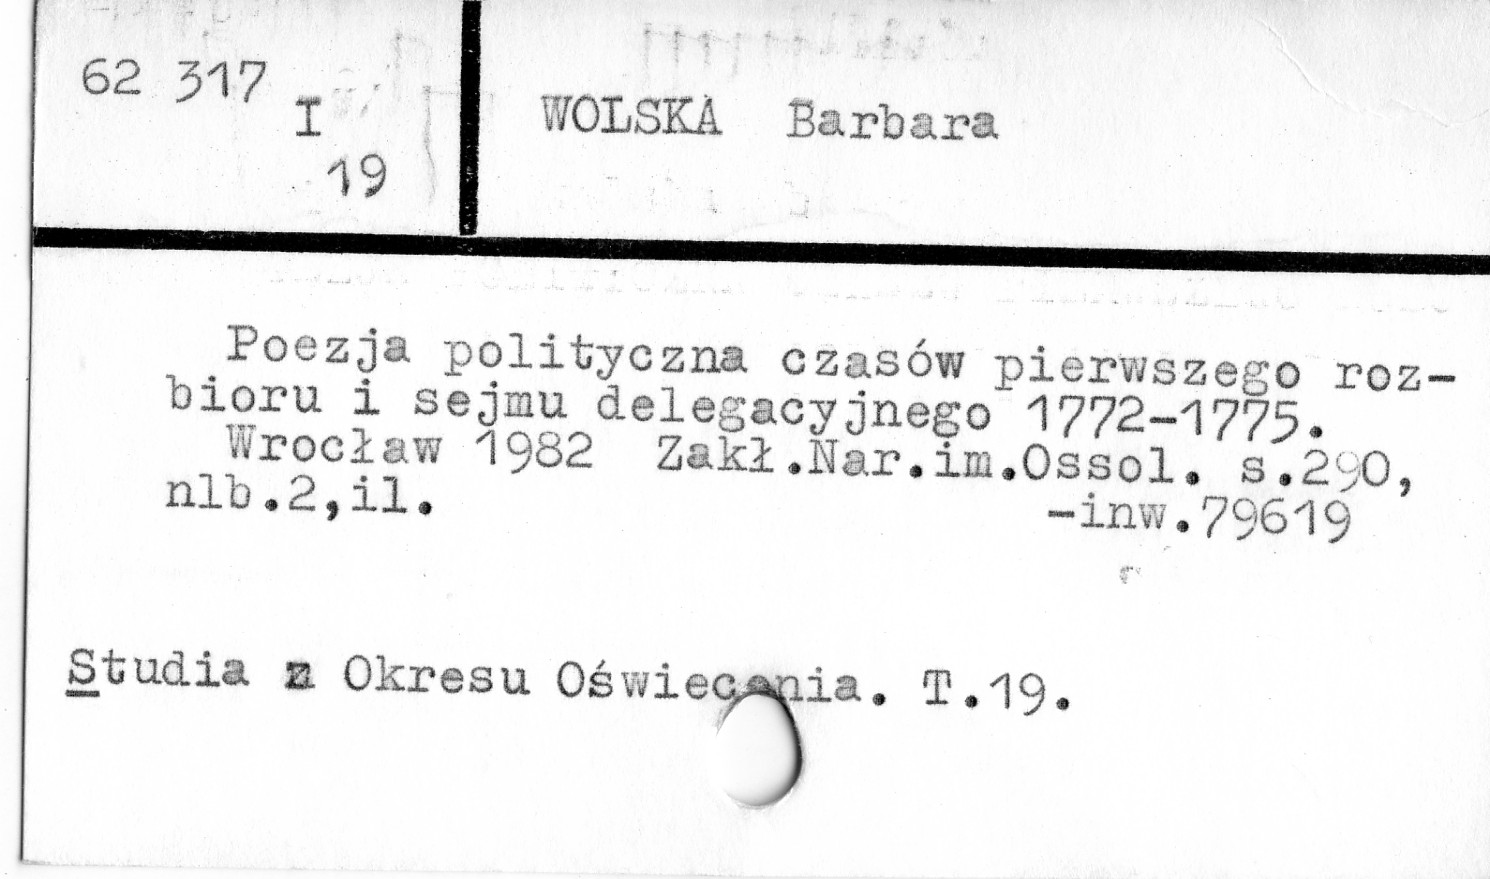 62 317
I
19
WOLSKA Barbara
Poezja polityczna czasów pierwszego roz-
bioru i sejmu delegacyjnego 1772-1775.
Wrocław 1982 Zakł.Nar.im.Ossol. s.290,
nlb.2,il.
-inw.79619
Studia z Okresu Oświecenia. T.19.